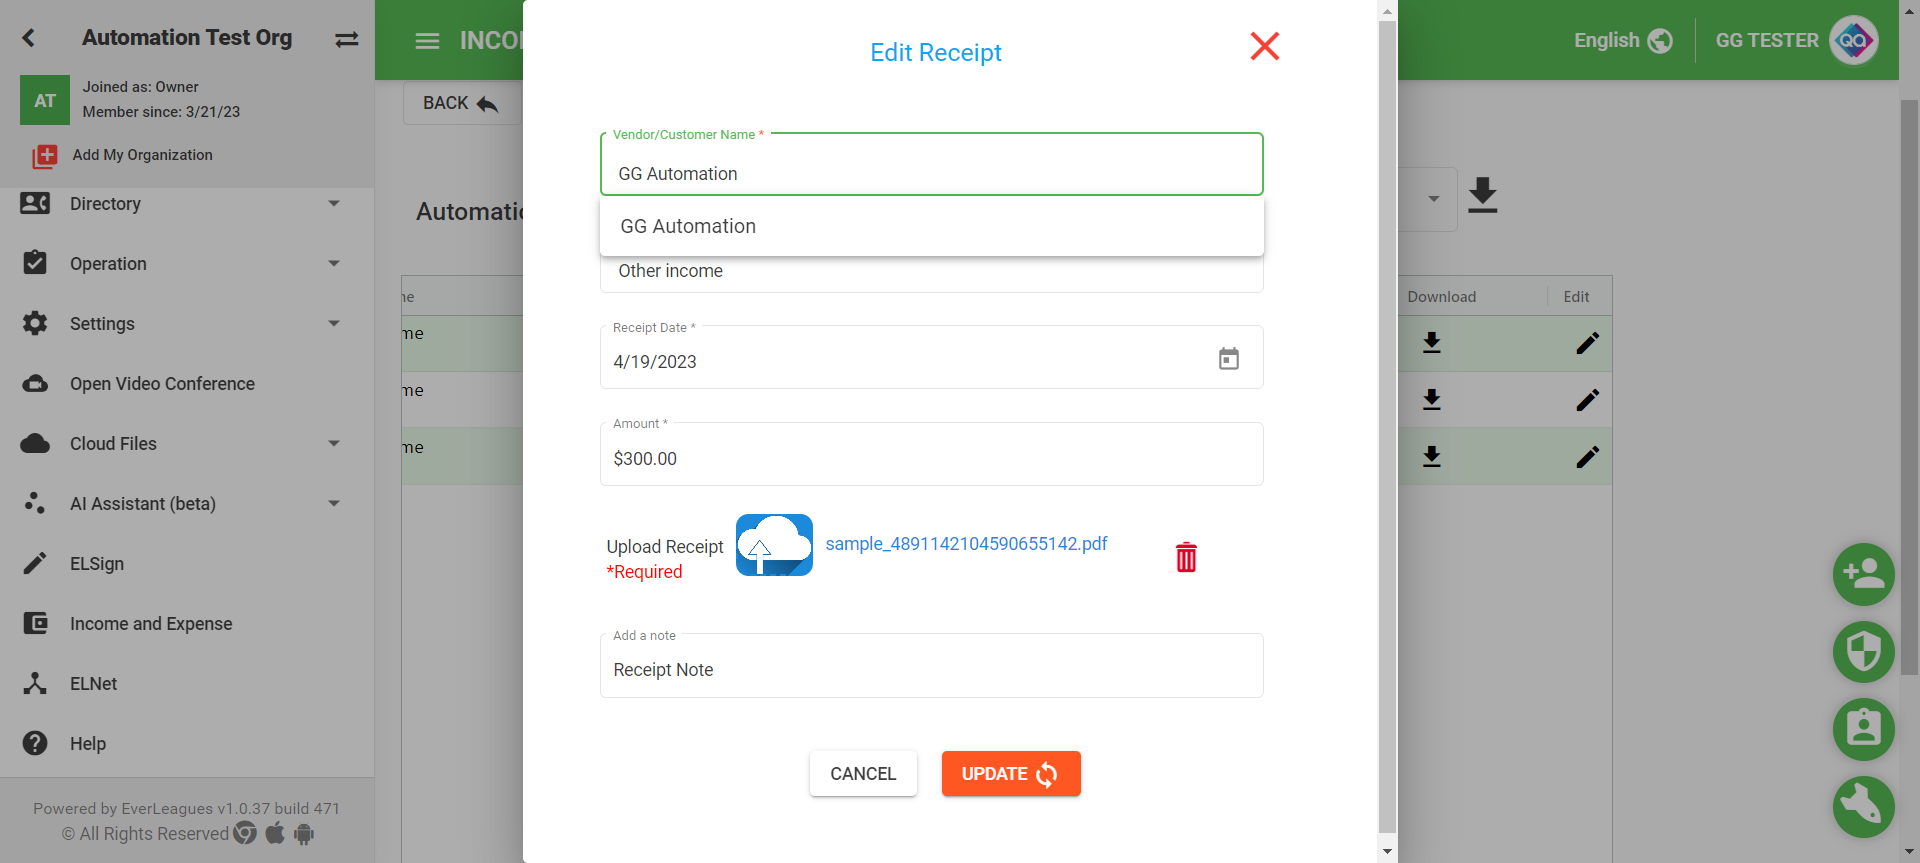 Automation Test Org
AT
Joined as: Owner
Member since: 3/21/23
Add My Organization
Directory
Operation
Settings
Open Video Conference
Cloud Files
AI Assistant (beta)
ELSign
Income and Expense
ELNet
Help
Powered by EverLeagues v1.0.37 build 471
© All Rights Reserved
INCO
English
GG TESTER
QA
BACK
Automatic
ne
me
me
me
Download
Edit
Edit Receipt
Vendor/Customer Name *
GG Automation
GG Automation
Other income
Receipt Date *
4/19/2023
Amount *
$300.00
Upload Receipt
*Required
sample_4891142104590655142.pdf
Add a note
Receipt Note
CANCEL
UPDATE